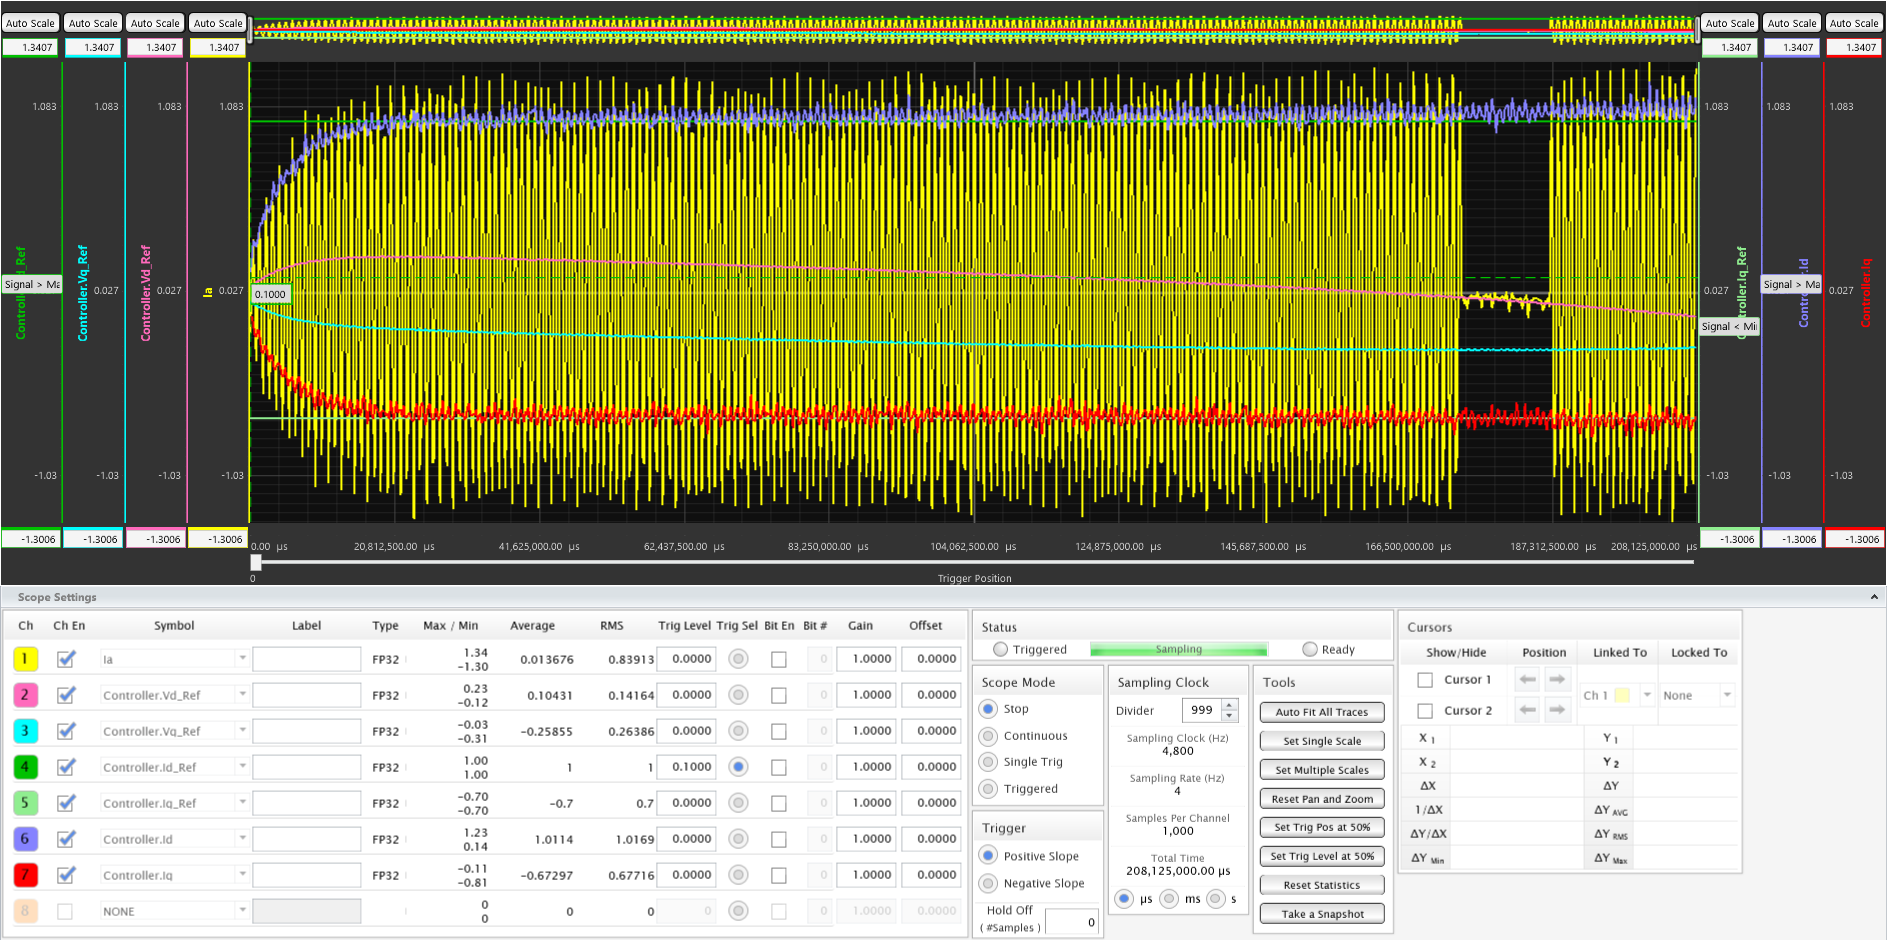 Auto Scale Auto Scale Auto Scale Auto Scale Auto Scale Auto Scale Auto Scale
1.3407 1.3407 1.3407 1.3407 1.3407 1.3407 1.3407
1.083 1.083 1.083 1.083 1.083 1.083 1.083
Controller.Vq_Ref
Controller.Vd_Ref
Ia
0.027 0.027 0.027 0.027 0.027
Signal > Ma
0.1000
Signal < Mi
Signal > Ma
Controller.Iq
-1.03 -1.03 -1.03 -1.03 -1.03 -1.03 -1.03
-1.3006 -1.3006 -1.3006 -1.3006 -1.3006 -1.3006 -1.3006
0.00 µs 20,812,500.00 µs 41,625,000.00 µs 62,437,500.00 µs 83,250,000.00 µs 104,062,500.00 µs 124,875,000.00 µs 145,687,500.00 µs 166,500,000.00 µs 187,312,500.00 µs 208,125,000.00 µs
0
Trigger Position
Scope Settings
Ch Ch En Symbol Label Type Max / Min Average RMS Trig Level Trig Sel Bit En Bit # Gain Offset
1 Ia FP32 1.34 -1.30 0.013676 0.83913 0.0000 0 1.0000 0.0000
2 Controller.Vd_Ref FP32 0.23 -0.12 0.10431 0.14164 0.0000 0 1.0000 0.0000
3 Controller.Vq_Ref FP32 -0.03 -0.31 -0.25855 0.26386 0.0000 0 1.0000 0.0000
4 Controller.Id_Ref FP32 1.00 1.00 1 1 0.1000 0 1.0000 0.0000
5 Controller.Iq_Ref FP32 -0.70 -0.70 -0.7 0.7 0.0000 0 1.0000 0.0000
6 Controller.Id FP32 1.23 0.14 1.0114 1.0169 0.0000 0 1.0000 0.0000
7 Controller.Iq FP32 -0.11 -0.81 -0.67297 0.67716 0.0000 0 1.0000 0.0000
8 NONE 0 0 0 0 0 0 1.0000 0.0000
Status
Triggered Sampling Ready
Scope Mode
Stop
Continuous
Single Trig
Triggered
Trigger
Positive Slope
Negative Slope
Hold Off
( #Samples ) 0
Sampling Clock
Divider 999
Sampling Clock (Hz)
4,800
Sampling Rate (Hz)
4
Samples Per Channel
1,000
Total Time
208,125,000.00 µs
µs ms s
Tools
Auto Fit All Traces
Set Single Scale
Set Multiple Scales
Reset Pan and Zoom
Set Trig Pos at 50%
Set Trig Level at 50%
Reset Statistics
Take a Snapshot
Cursors
Show/Hide Position Linked To Locked To
Cursor 1
Ch 1 None
Cursor 2
X 1 Y 1
X 2 Y 2
ΔX ΔY
1/ΔX ΔY AVG
ΔY/ΔX ΔY RMS
ΔY Min ΔY Max